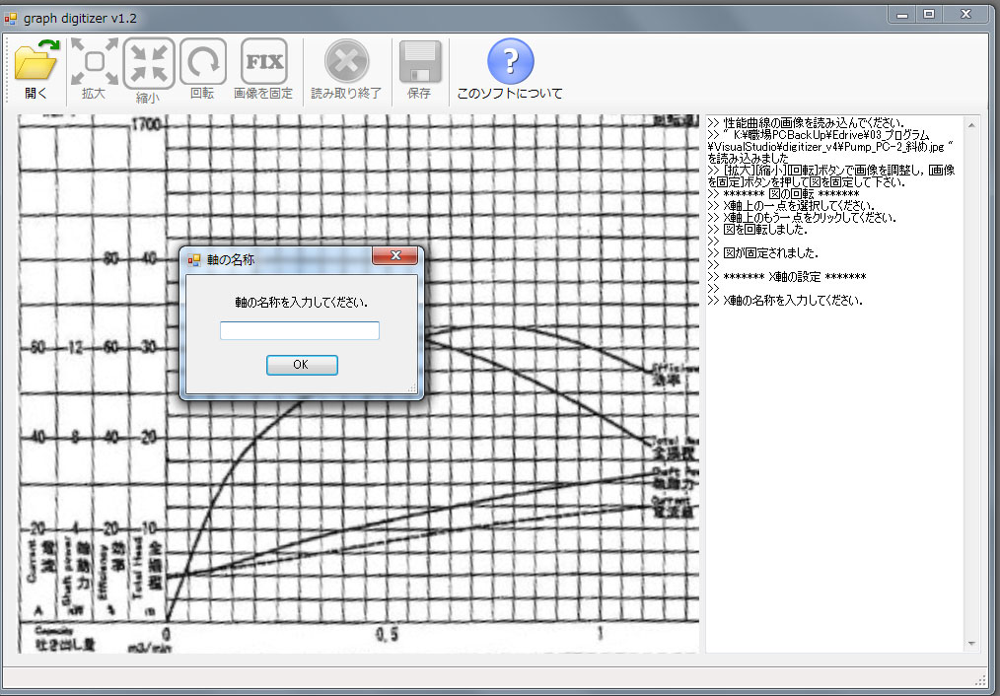 graph digitizer v1.2
開く
拡大
縮小
回転
FIX
画像を固定
読み取り終了
保存
?
このソフトについて
1700
80 40
60 12 60 30
40 8 40 20
20 4 20 10
Current 電流 A
Shaft power 軸動力 kW
Efficiency 効率 %
Total Head 全揚程 m
Capacity
吐き出し量 m3/min
0 0,5 1
効率
全揚程
軸動力
Current
電流値
軸の名称
軸の名称を入力してください.
OK
>> 性能曲線の画像を読み込んでください.
>> " K:¥職場PCBackUp¥Edrive¥03_プログラム
¥VisualStudio¥digitizer_v4¥Pump_PC-2_斜め.jpg "
を読み込みました
>> [拡大][縮小][回転]ボタンで画像を調整し, [画像
を固定]ボタンを押して図を固定して下さい.
>> ******* 図の回転 *******
>> X軸上の一点を選択してください.
>> X軸上のもう一点をクリックしてください.
>> 図を回転しました.
>>
>> 図が固定されました.
>>
>> ******* X軸の設定 *******
>>
>> X軸の名称を入力してください.